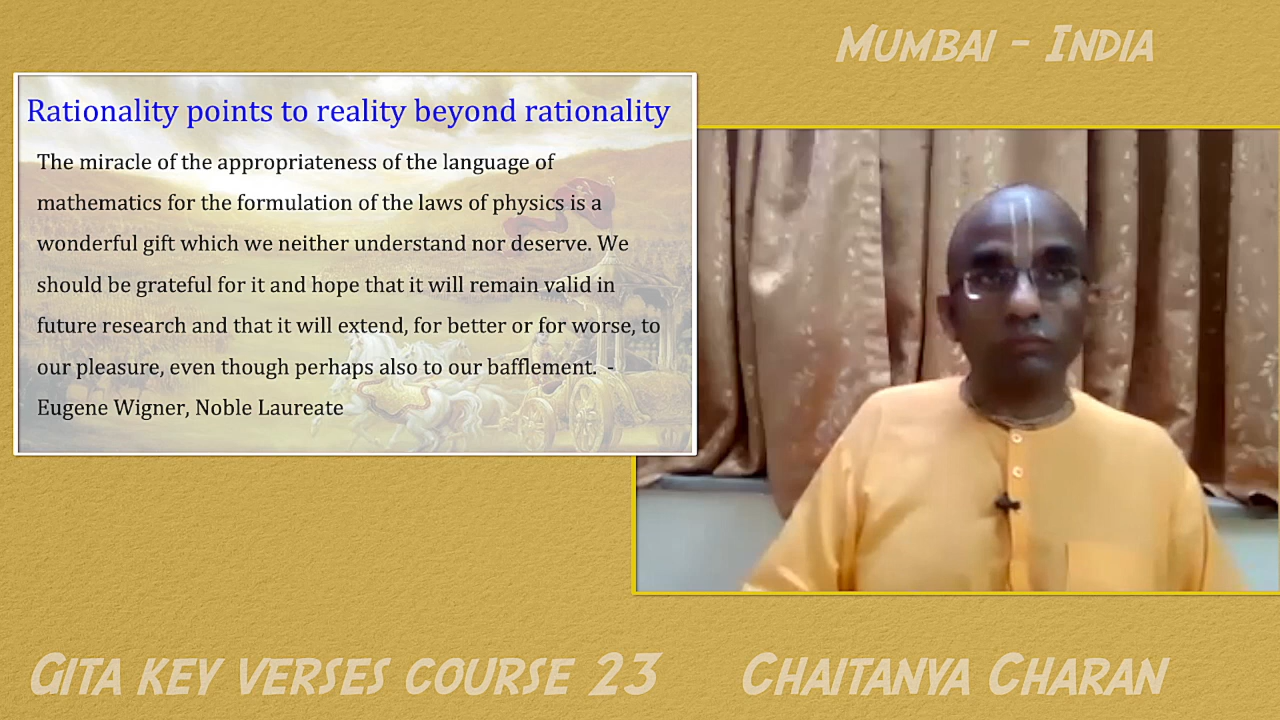 Mumbai - India
Rationality points to reality beyond rationality
The miracle of the appropriateness of the language of
mathematics for the formulation of the laws of physics is a
wonderful gift which we neither understand nor deserve. We
should be grateful for it and hope that it will remain valid in
future research and that it will extend, for better or for worse, to
our pleasure, even though perhaps also to our bafflement. -
Eugene Wigner, Noble Laureate
Gita key verses course 23
Chaitanya Charan